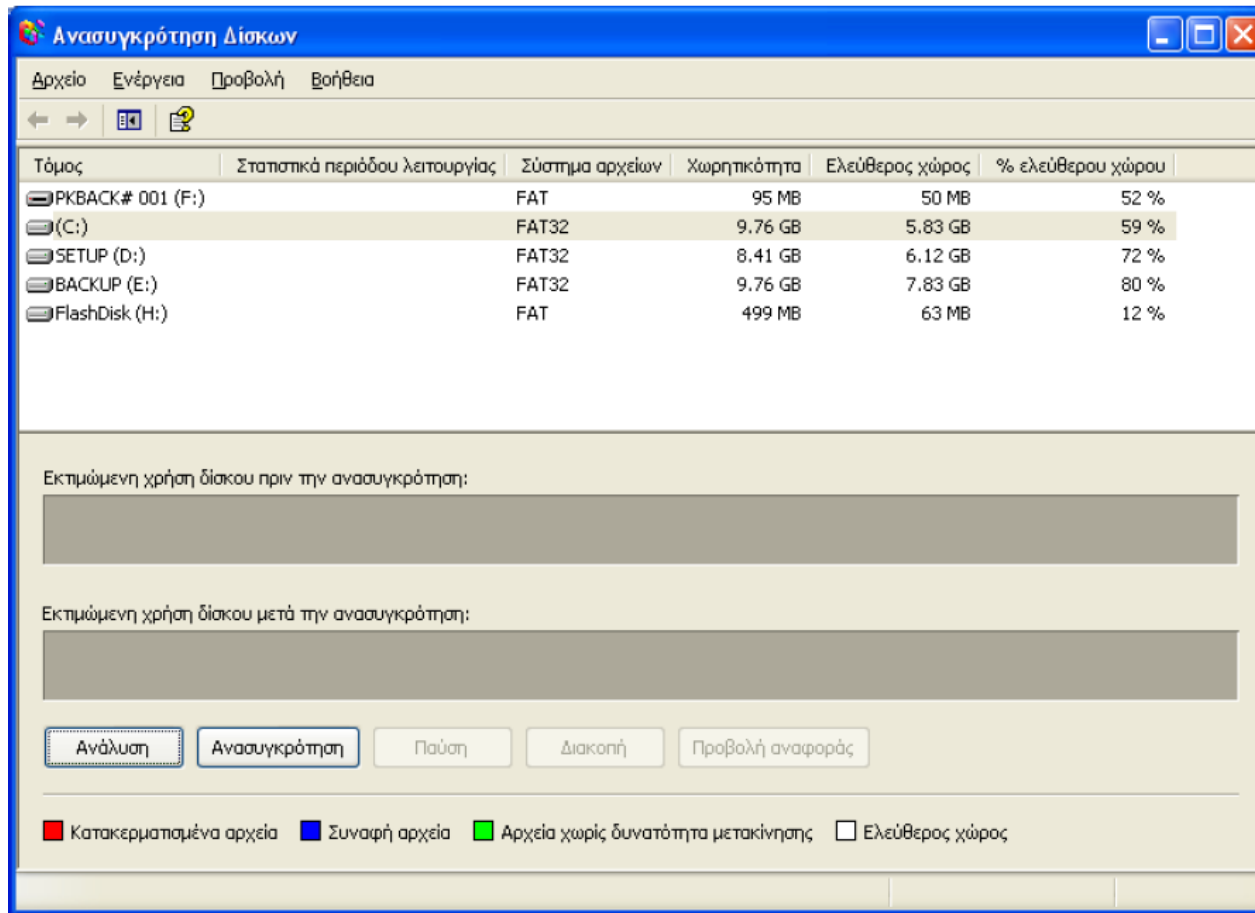 Ανασυγκρότηση Δίσκων
Αρχείο Ενέργεια Προβολή Βοήθεια
Τόμος Στατιστικά περιόδου λειτουργίας Σύστημα αρχείων Χωρητικότητα Ελεύθερος χώρος % ελεύθερου χώρου
PKBACK# 001 (F:) FAT 95 MB 50 MB 52 %
(C:) FAT32 9.76 GB 5.83 GB 59 %
SETUP (D:) FAT32 8.41 GB 6.12 GB 72 %
BACKUP (E:) FAT32 9.76 GB 7.83 GB 80 %
FlashDisk (H:) FAT 499 MB 63 MB 12 %
Εκτιμώμενη χρήση δίσκου πριν την ανασυγκρότηση:
Εκτιμώμενη χρήση δίσκου μετά την ανασυγκρότηση:
Ανάλυση Ανασυγκρότηση Παύση Διακοπή Προβολή αναφοράς
Κατακερματισμένα αρχεία Συναφή αρχεία Αρχεία χωρίς δυνατότητα μετακίνησης Ελεύθερος χώρος